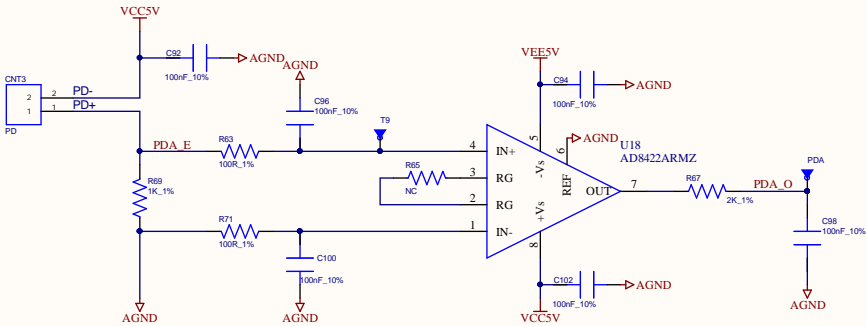 VCC5V
C92
100nF_10%
AGND
AGND
CNT3
2
1
PD
2
PD-
1
PD+
C96
100nF_10%
T9
PDA_E
R63
100R_1%
R69
1K_1%
R65
NC
R71
100R_1%
C100
100nF_10%
AGND
AGND
VEE5V
C94
100nF_10%
AGND
5
-Vs
6
REF
AGND
U18
AD8422ARMZ
4
IN+
3
RG
2
RG
1
IN-
OUT
7
+Vs
8
C102
100nF_10%
AGND
VCC5V
R67
2K_1%
PDA_O
PDA
C98
100nF_10%
AGND